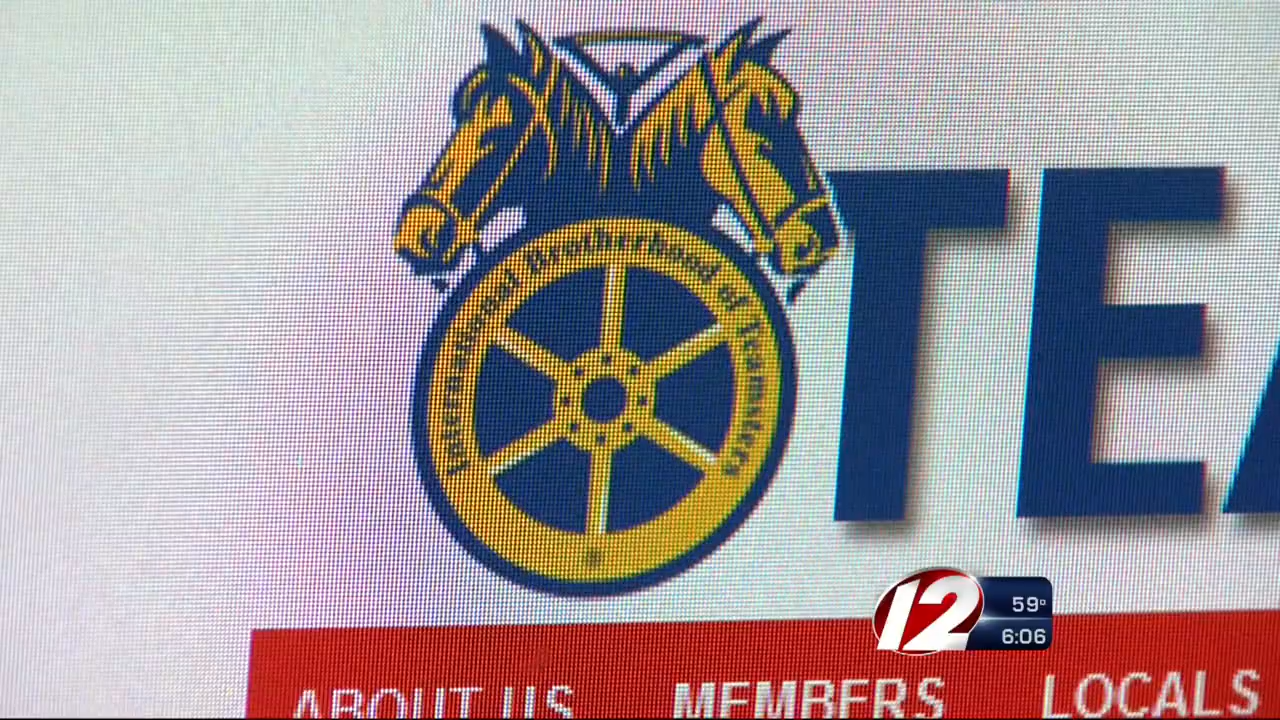 International Brotherhood of Teamsters
®
TEA
12
59°
6:06
ABOUT US MEMBERS LOCALS